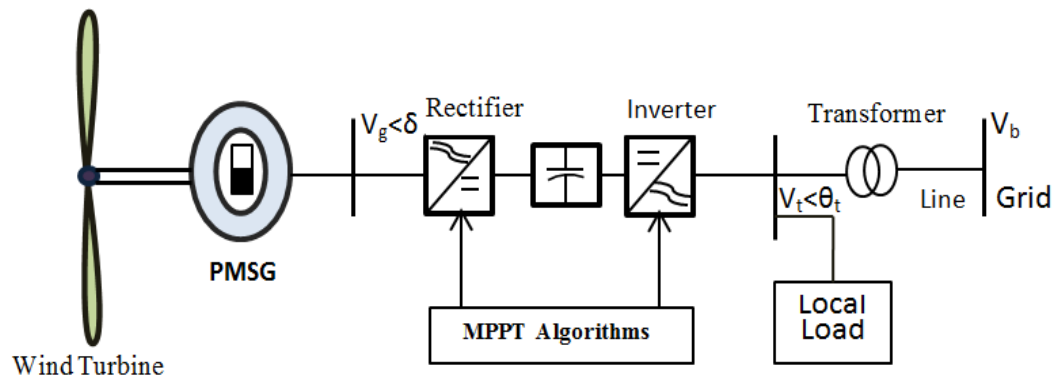 V_g<δ
Rectifier
Inverter
Transformer
V_b
V_t<θ_t
Line
Grid
PMSG
MPPT Algorithms
Local
Load
Wind Turbine